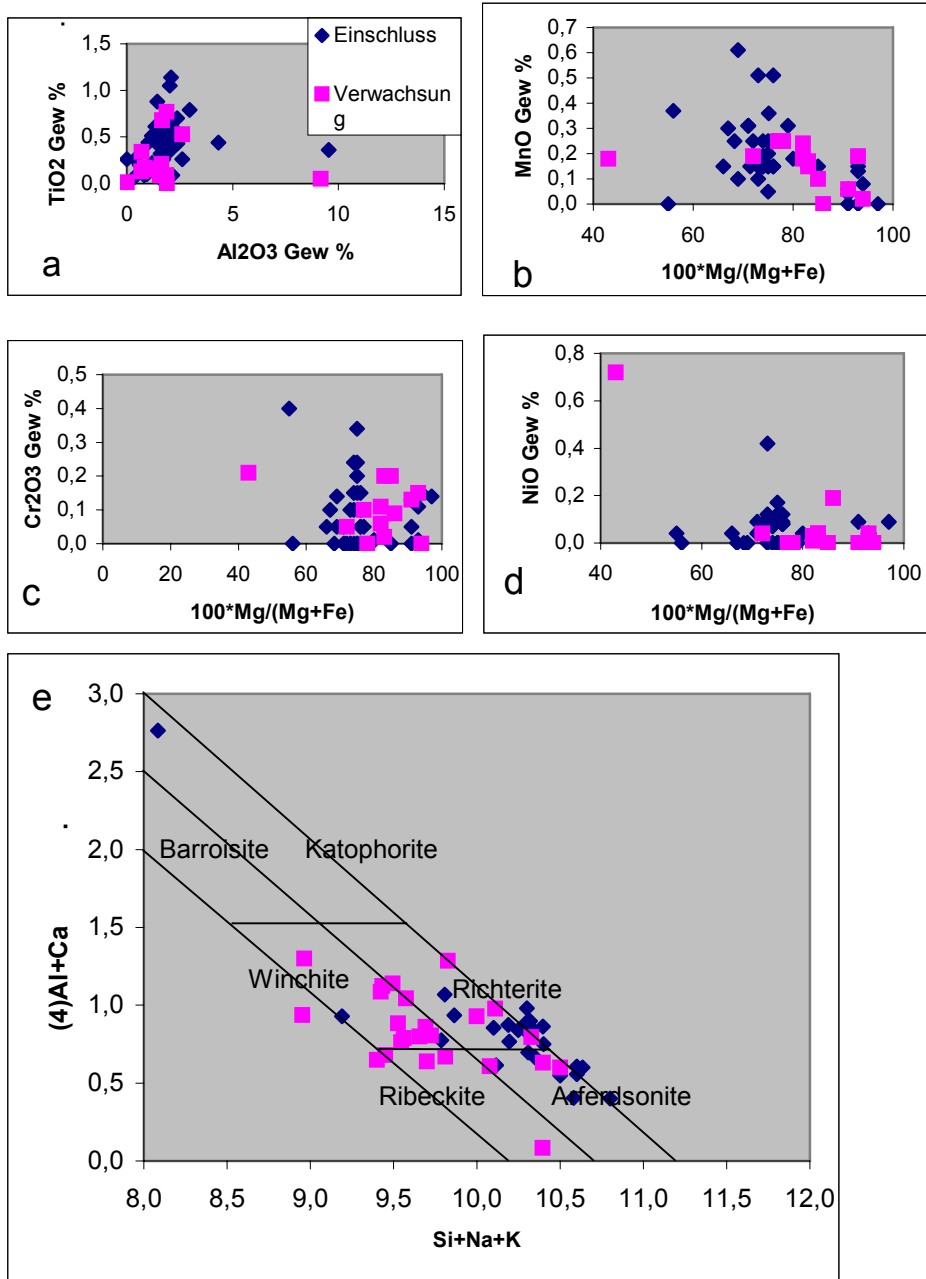 1,5
1,0
0,5
0,0
TiO2 Gew %
0 5 10 15
Al2O3 Gew %
Einschluss
Verwachsun
g
a
0,7
0,6
0,5
0,4
0,3
0,2
0,1
0,0
MnO Gew %
40 60 80 100
100*Mg/(Mg+Fe)
b
0,5
0,4
0,3
0,2
0,1
0,0
Cr2O3 Gew %
0 20 40 60 80 100
100*Mg/(Mg+Fe)
c
0,8
0,6
0,4
0,2
0,0
NiO Gew %
40 60 80 100
100*Mg/(Mg+Fe)
d
e
3,0
2,5
2,0
1,5
1,0
0,5
0,0
(4)Al+Ca
Barroisite Katophorite
Winchite Richterite
Ribeckite Arferdsonite
8,0 8,5 9,0 9,5 10,0 10,5 11,0 11,5 12,0
Si+Na+K